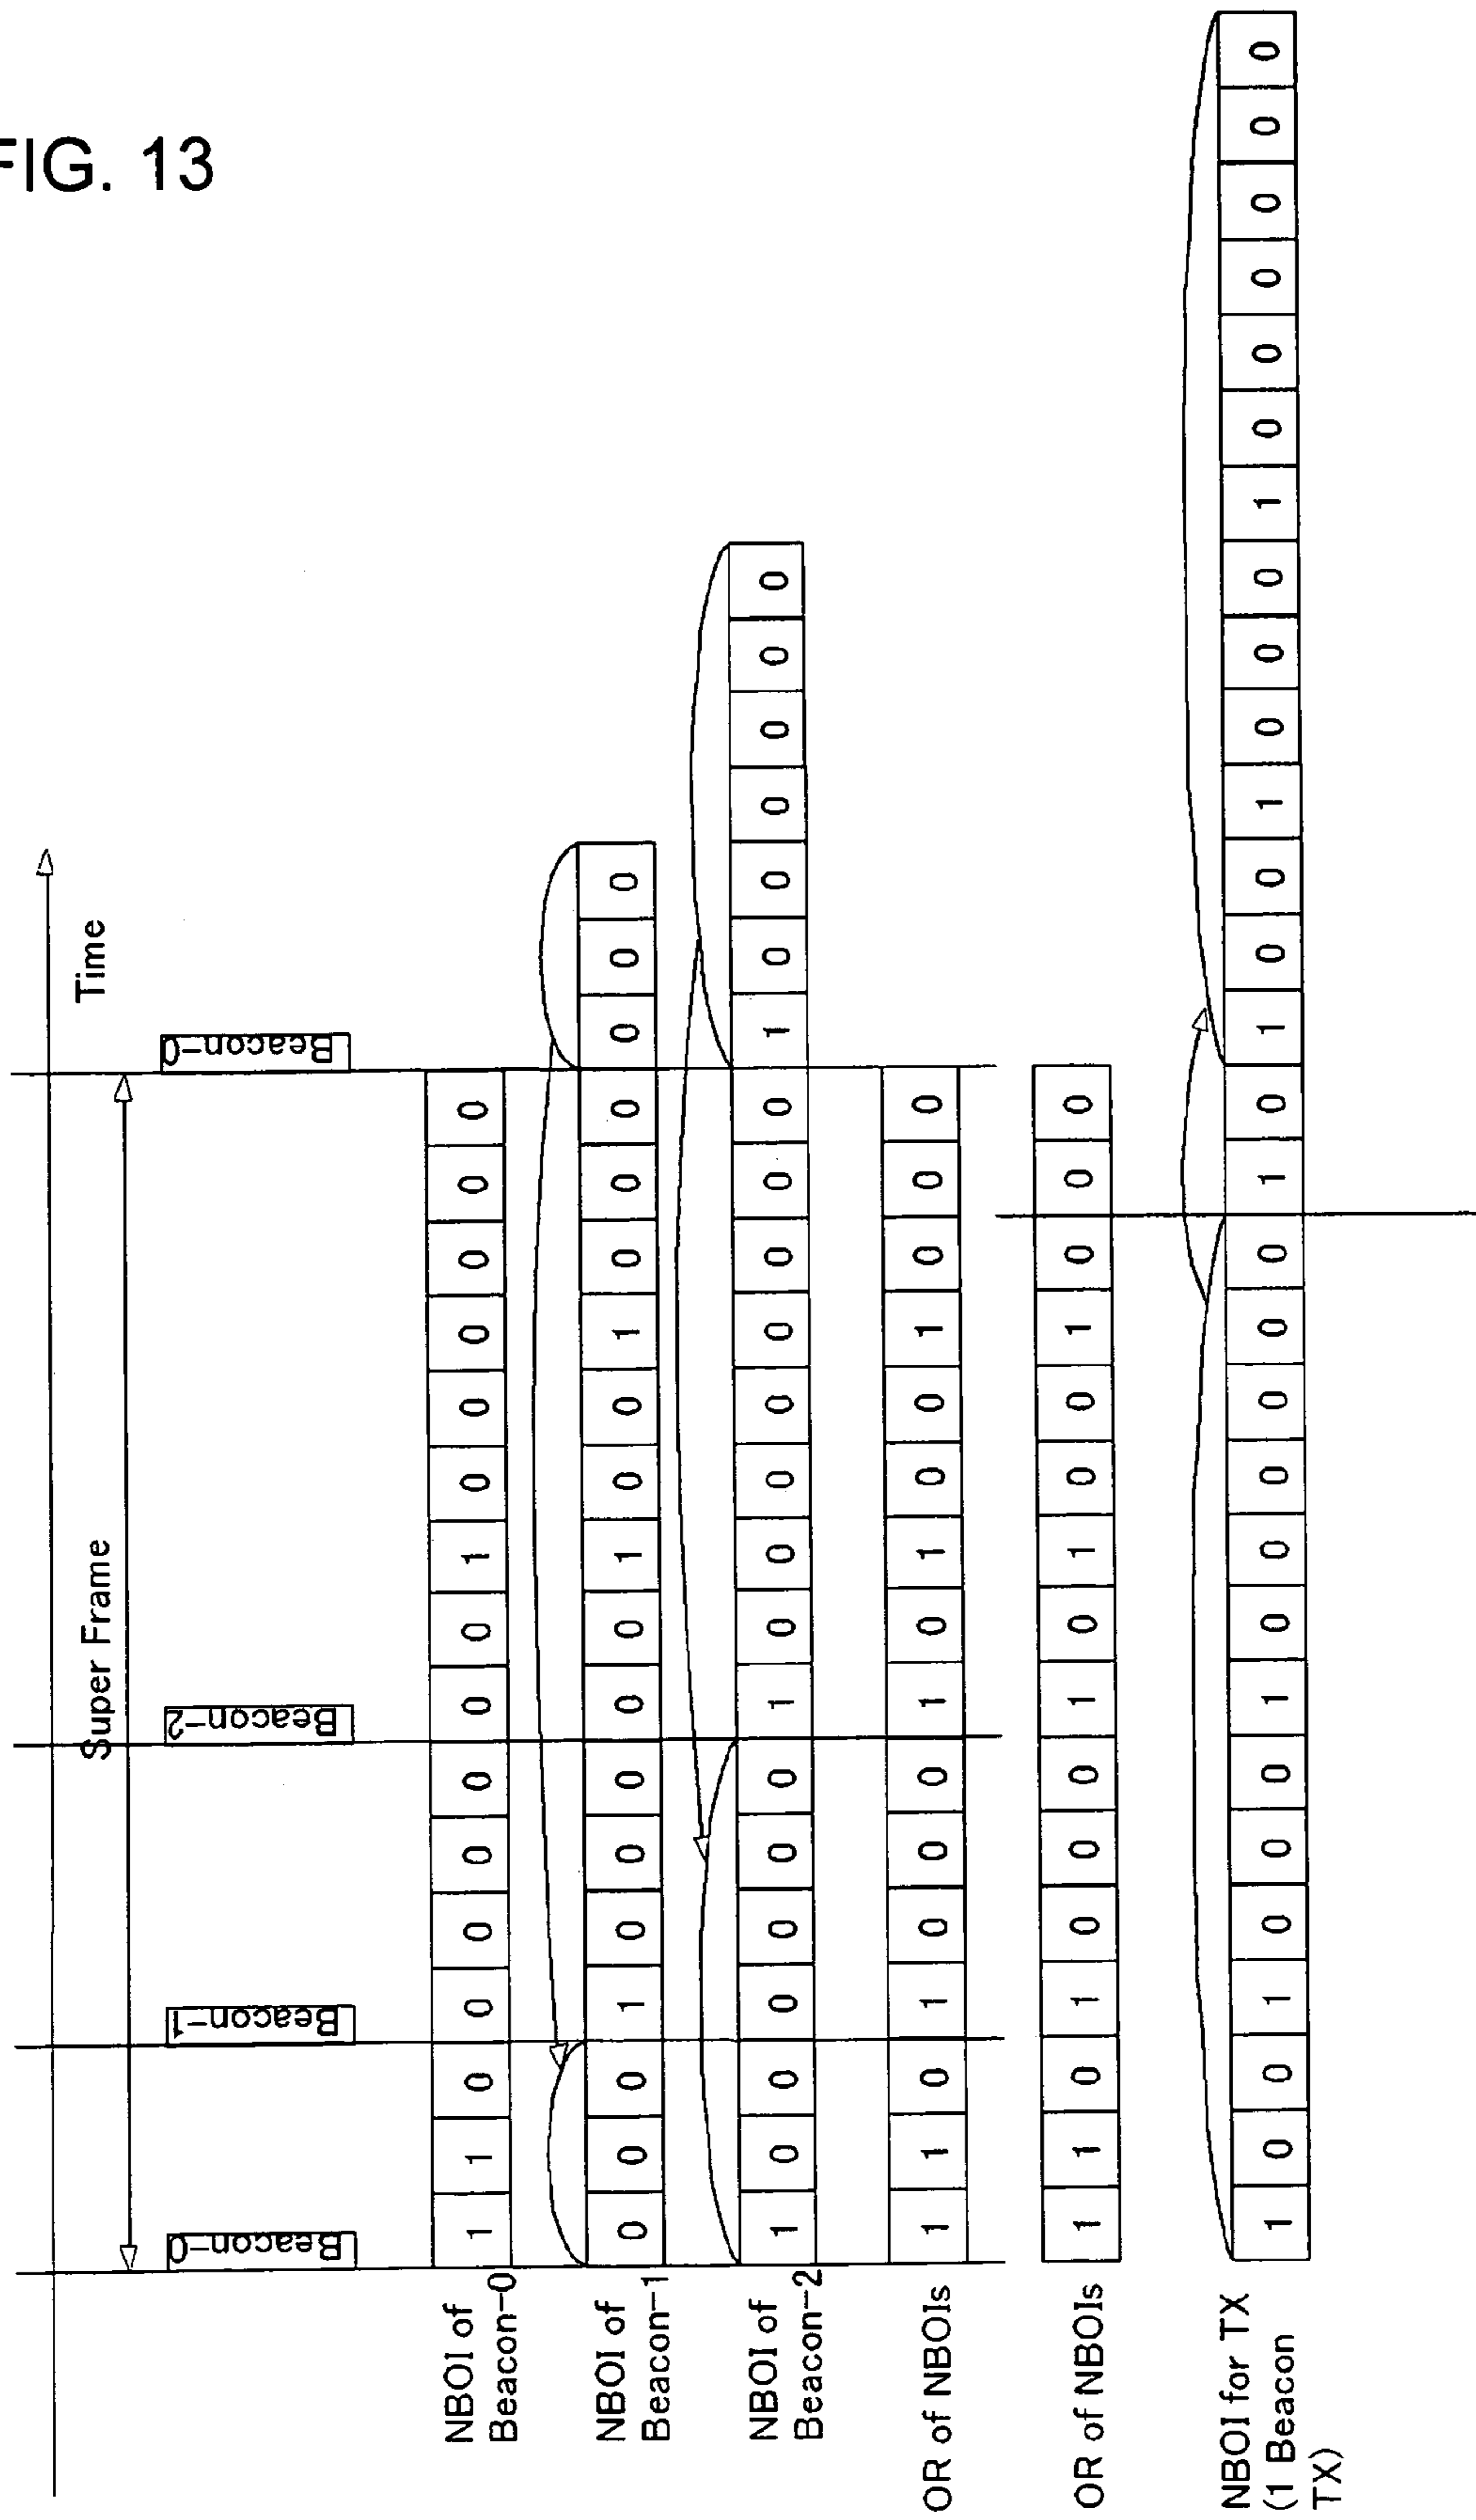 FIG. 13
Time
Super Frame
Beacon-0
Beacon-1
Beacon-2
Beacon-0
NBOI of
Beacon-0
1 1 0 0 0 0 0 0 0 1 0 0 0 0 0 0
NBOI of
Beacon-1
0 0 0 1 0 0 0 0 0 1 0 0 1 0 0 0 0 0 0
NBOI of
Beacon-2
1 0 0 0 0 0 0 1 0 0 0 0 0 0 0 0 1 0 0 0 0 0 0
OR of NBOIs
1 1 0 1 0 0 0 1 0 1 0 0 1 0 0 0
OR of NBOIs
1 1 0 1 0 0 0 1 0 1 0 0 1 0 0 0
NBOI for TX
(1 Beacon
TX)
1 0 0 1 0 0 0 1 0 0 0 0 0 0 1 0 1 0 0 1 0 0 0 1 0 0 0 0 0 0